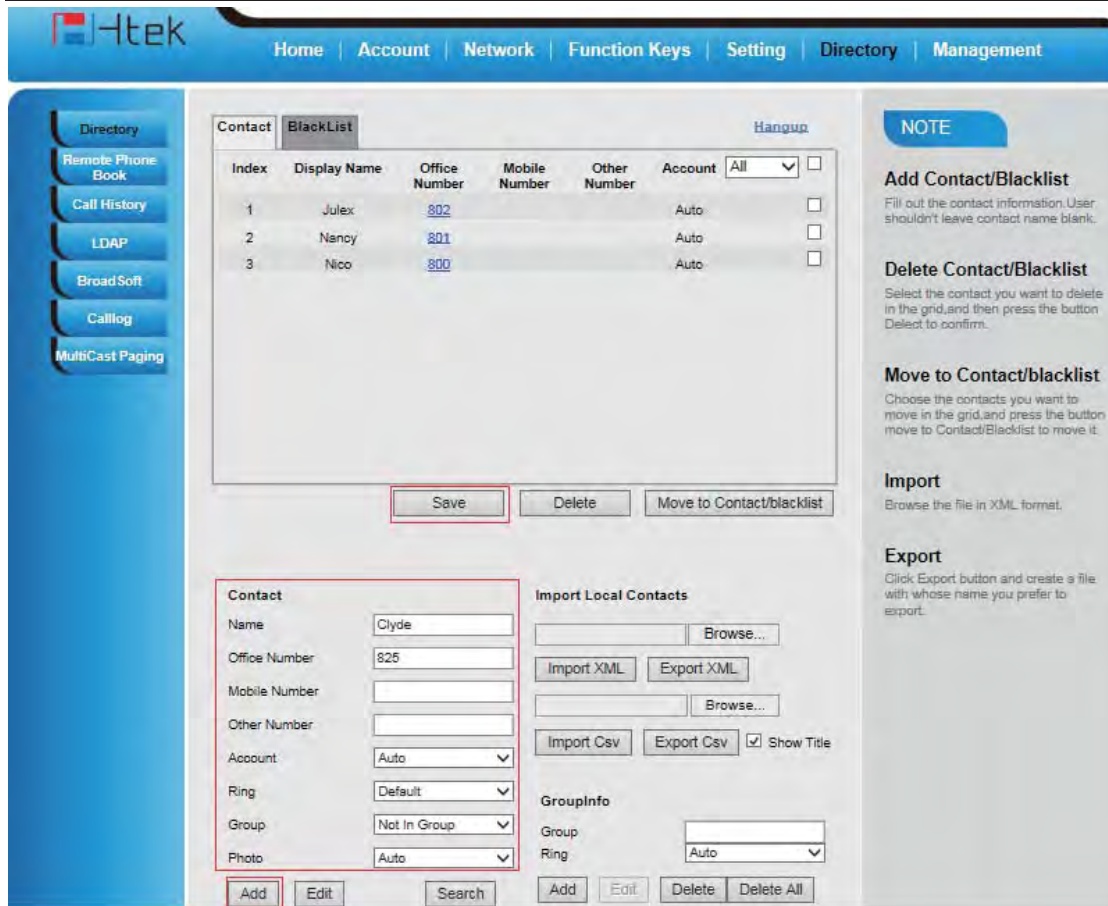 Htek
Home | Account | Network | Function Keys | Setting | Directory | Management
Directory
Remote Phone
Book
Call History
LDAP
BroadSoft
Calllog
MultiCast Paging
Contact BlackList Hangup
Index Display Name Office Number Mobile Number Other Number Account All
1 Julex 802 Auto
2 Nancy 801 Auto
3 Nico 800 Auto
Save Delete Move to Contact/blacklist
Contact
Name Clyde
Office Number 825
Mobile Number
Other Number
Account Auto
Ring Default
Group Not In Group
Photo Auto
Add Edit Search
Import Local Contacts
Browse...
Import XML Export XML
Browse...
Import Csv Export Csv Show Title
GroupInfo
Group
Ring Auto
Add Edit Delete Delete All
NOTE
Add Contact/Blacklist
Fill out the contact information.User
shouldn't leave contact name blank.
Delete Contact/Blacklist
Select the contact you want to delete
in the grid,and then press the button
Delect to confirm.
Move to Contact/blacklist
Choose the contacts you want to
move in the grid,and press the button
move to Contact/Blacklist to move it.
Import
Browse the file in XML format.
Export
Click Export button and create a file
with whose name you prefer to
export.